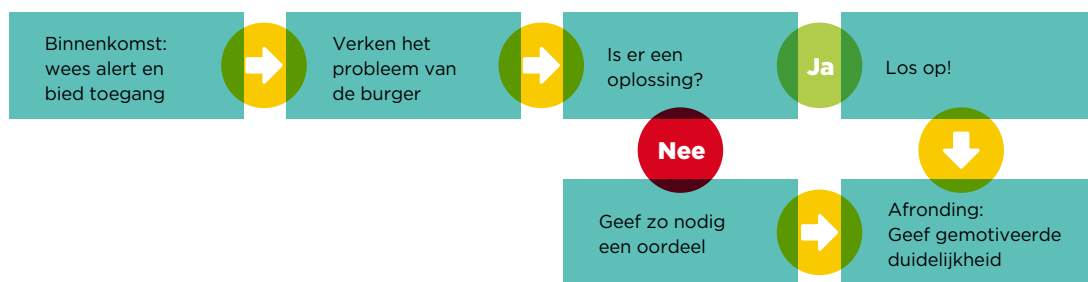 Binnenkomst:
wees alert en
bied toegang
Verken het
probleem van
de burger
Is er een
oplossing?
Ja
Los op!
Nee
Geef zo nodig
een oordeel
Afronding:
Geef gemotiveerde
duidelijkheid